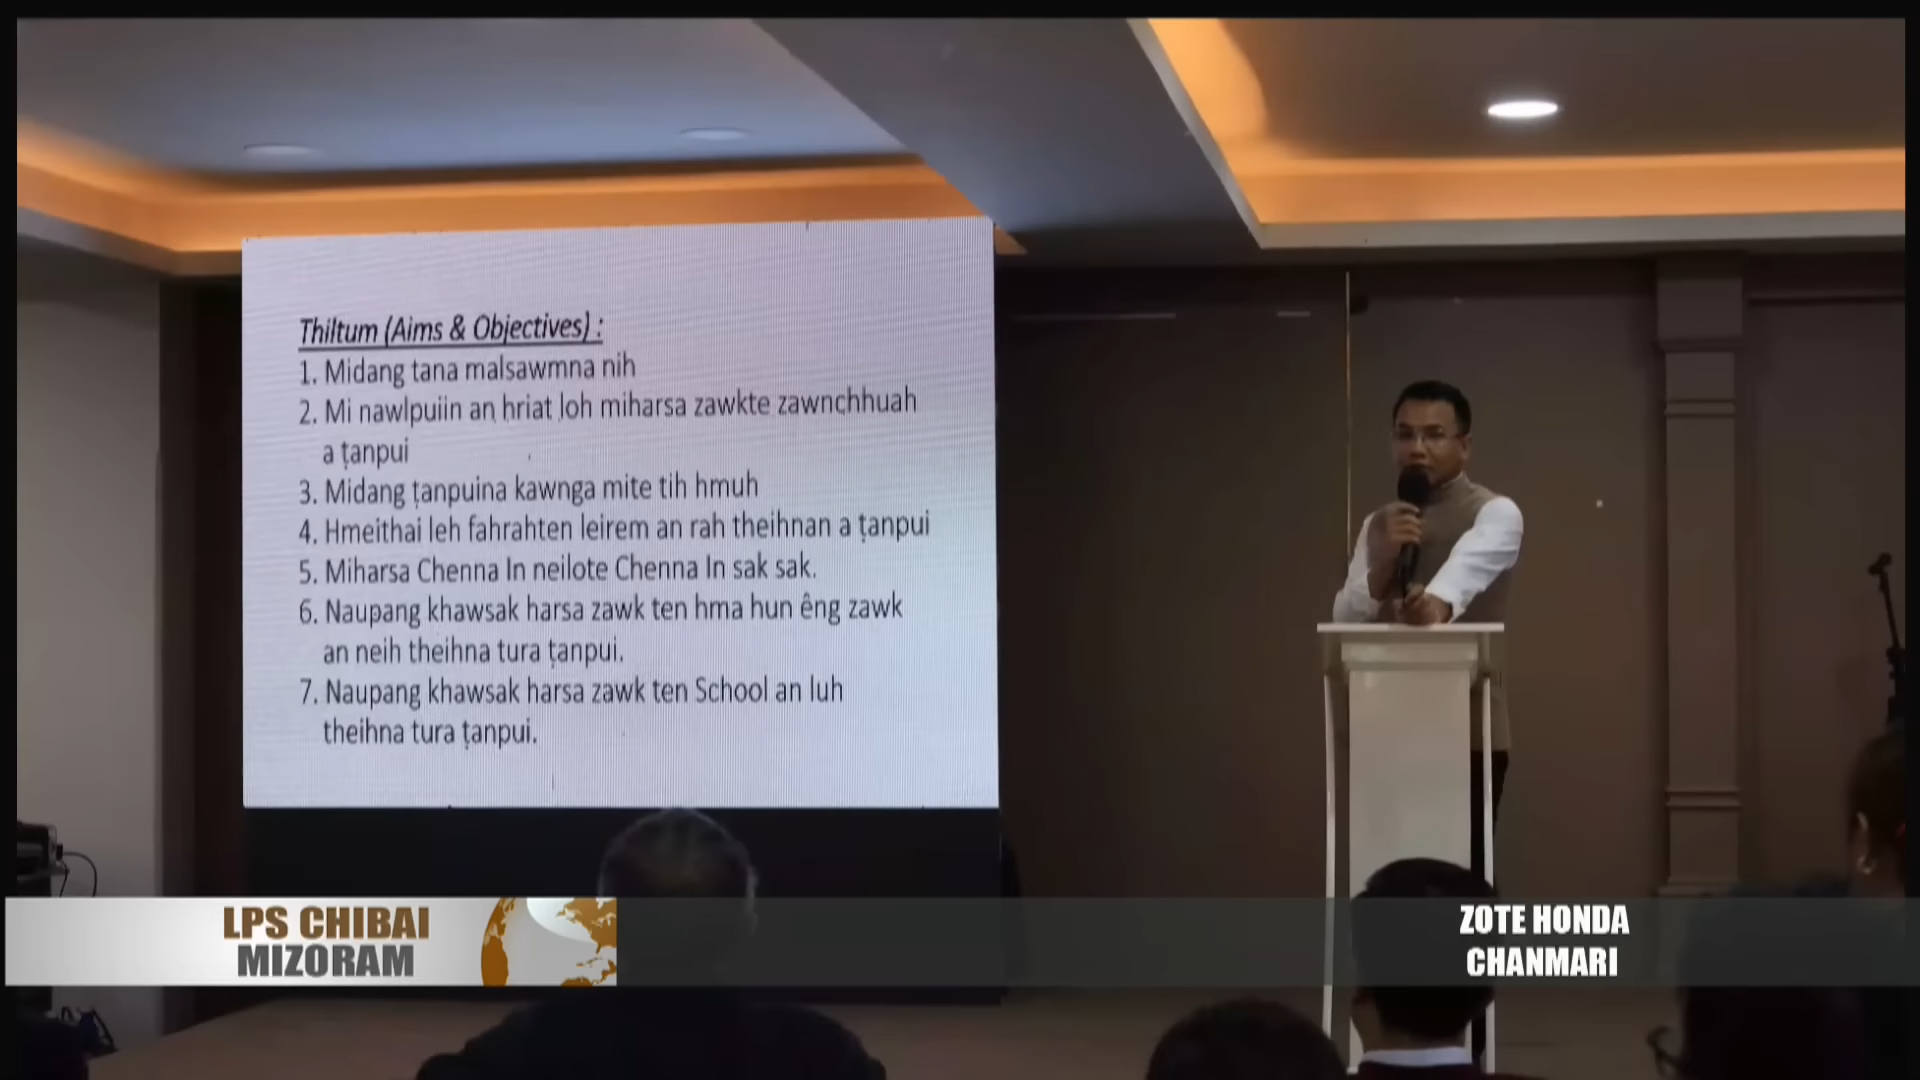 Thiltum (Aims & Objectives) :
1. Midang tana malsawmna nih
2. Mi nawlpuiin an hriat loh miharsa zawkte zawnchhuah
a ṭanpui
3. Midang ṭanpuina kawnga mite tih hmuh
4. Hmeithai leh fahrahten leirem an rah theihnan a ṭanpui
5. Miharsa Chenna In neilote Chenna In sak sak.
6. Naupang khawsak harsa zawk ten hma hun êng zawk
an neih theihna tura ṭanpui.
7. Naupang khawsak harsa zawk ten School an luh
theihna tura ṭanpui.
LPS CHIBAI
MIZORAM
ZOTE HONDA
CHANMARI